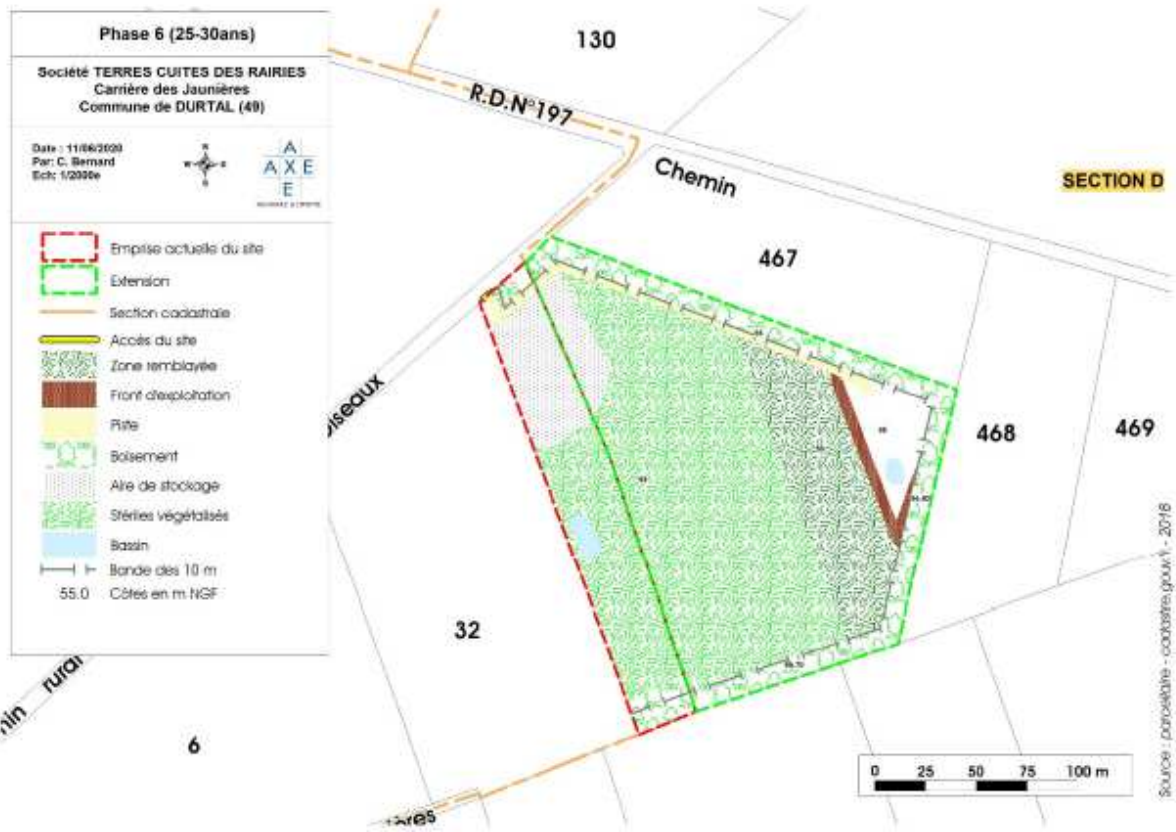 Phase 6 (25-30ans)
Société TERRES CUITES DES RAIRIES
Carrière des Jaunières
Commune de DURTAL (49)
Date : 11/06/2020
Par: C. Bernard
Ech: 1/2000e
N
W
S
A
A X E
E
Emprise actuelle du site
Extension
Section cadastrale
Accès du site
Zone remblayée
Front d'exploitation
Piste
Boisement
Aire de stockage
Stériles végétalisés
Bassin
Bande des 10 m
55.0 Côtes en m NGF
130
R.D.N°197
Chemin
SECTION D
467
468
469
oiseaux
32
6
rural
0 25 50 75 100 m
Source : parcellaire - cadastre.gouv.fr - 2018